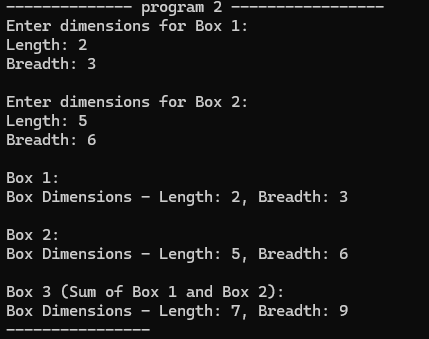 -------------- program 2 -----------------
Enter dimensions for Box 1:
Length: 2
Breadth: 3
Enter dimensions for Box 2:
Length: 5
Breadth: 6
Box 1:
Box Dimensions - Length: 2, Breadth: 3
Box 2:
Box Dimensions - Length: 5, Breadth: 6
Box 3 (Sum of Box 1 and Box 2):
Box Dimensions - Length: 7, Breadth: 9
----------------